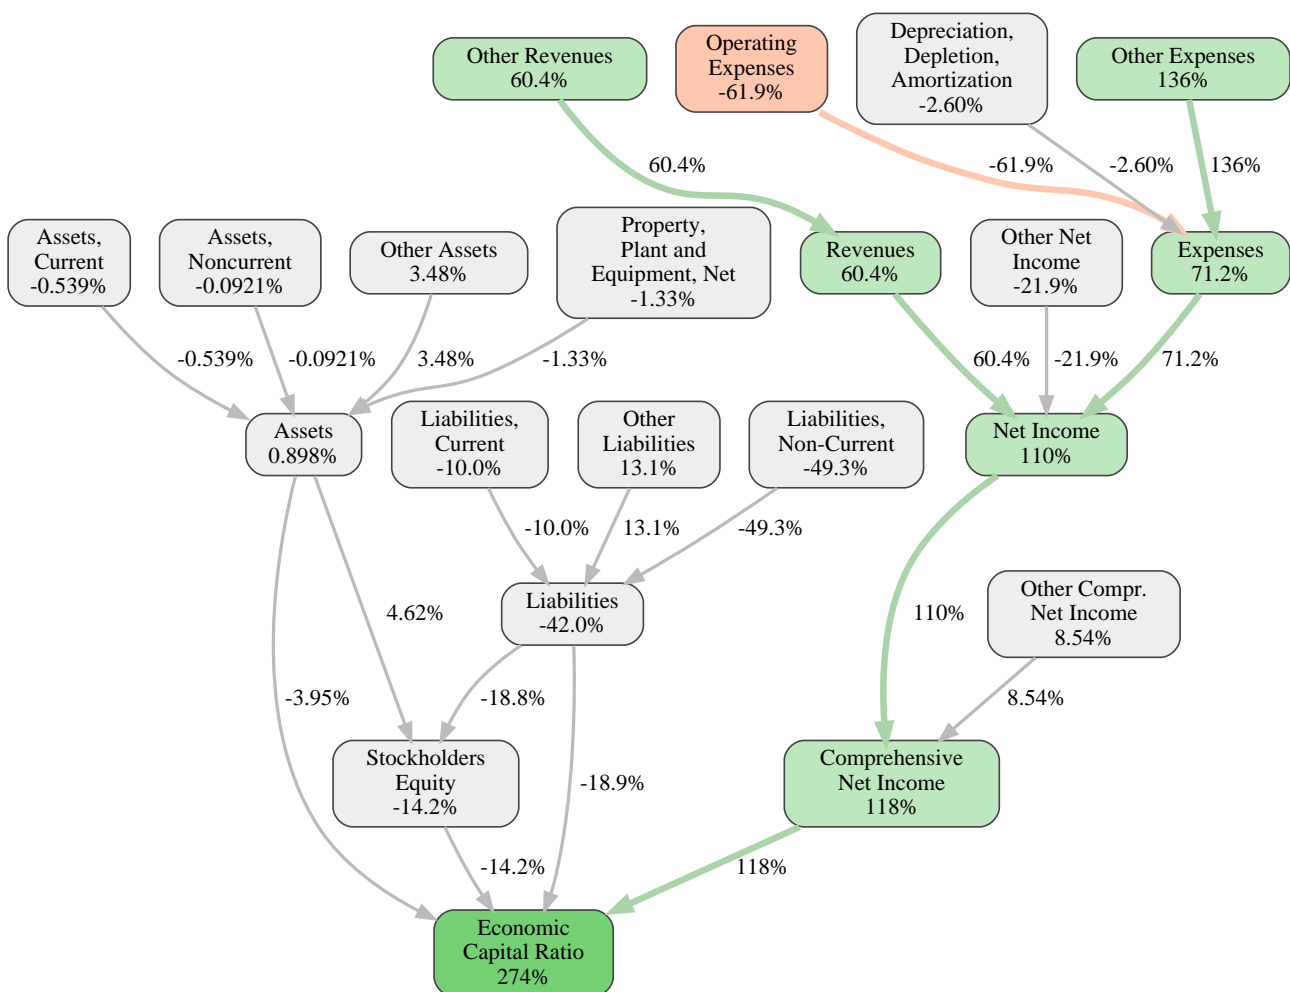 Other Revenues
60.4%
Operating
Expenses
-61.9%
Depreciation,
Depletion,
Amortization
-2.60%
Other Expenses
136%
60.4%
-61.9%
-2.60%
136%
Assets,
Current
-0.539%
Assets,
Noncurrent
-0.0921%
Other Assets
3.48%
Property,
Plant and
Equipment, Net
-1.33%
Revenues
60.4%
Other Net
Income
-21.9%
Expenses
71.2%
-0.539%
-0.0921%
3.48%
-1.33%
60.4%
-21.9%
71.2%
Assets
0.898%
Liabilities,
Current
-10.0%
Other
Liabilities
13.1%
Liabilities,
Non-Current
-49.3%
Net Income
110%
-10.0%
13.1%
-49.3%
Liabilities
-42.0%
4.62%
110%
Other Compr.
Net Income
8.54%
-3.95%
-18.8%
8.54%
Stockholders
Equity
-14.2%
-18.9%
Comprehensive
Net Income
118%
-14.2%
118%
Economic
Capital Ratio
274%